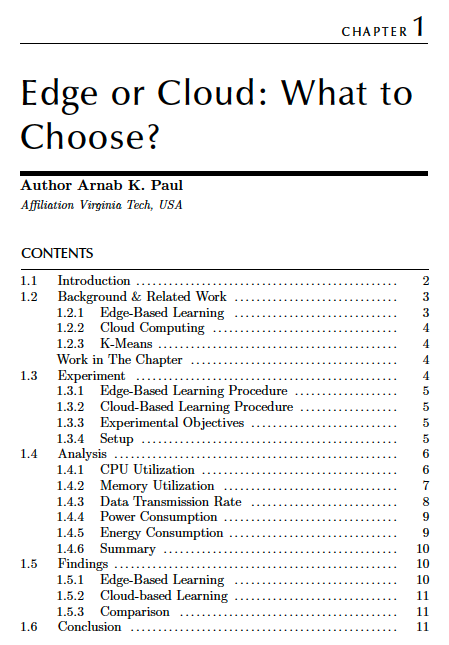 CHAPTER 1
Edge or Cloud: What to
Choose?
Author Arnab K. Paul
Affiliation Virginia Tech, USA
CONTENTS
1.1 Introduction ................................................ 2
1.2 Background & Related Work .............................. 3
1.2.1 Edge-Based Learning .............................. 3
1.2.2 Cloud Computing .................................. 4
1.2.3 K-Means ............................................ 4
Work in The Chapter ...................................... 4
1.3 Experiment ................................................ 4
1.3.1 Edge-Based Learning Procedure ................... 5
1.3.2 Cloud-Based Learning Procedure .................. 5
1.3.3 Experimental Objectives ........................... 5
1.3.4 Setup ............................................... 5
1.4 Analysis .................................................... 6
1.4.1 CPU Utilization .................................... 6
1.4.2 Memory Utilization ................................ 7
1.4.3 Data Transmission Rate ........................... 8
1.4.4 Power Consumption ................................ 9
1.4.5 Energy Consumption ............................... 9
1.4.6 Summary ........................................... 10
1.5 Findings .................................................... 10
1.5.1 Edge-Based Learning .............................. 10
1.5.2 Cloud-based Learning .............................. 11
1.5.3 Comparison ........................................ 11
1.6 Conclusion ................................................. 11